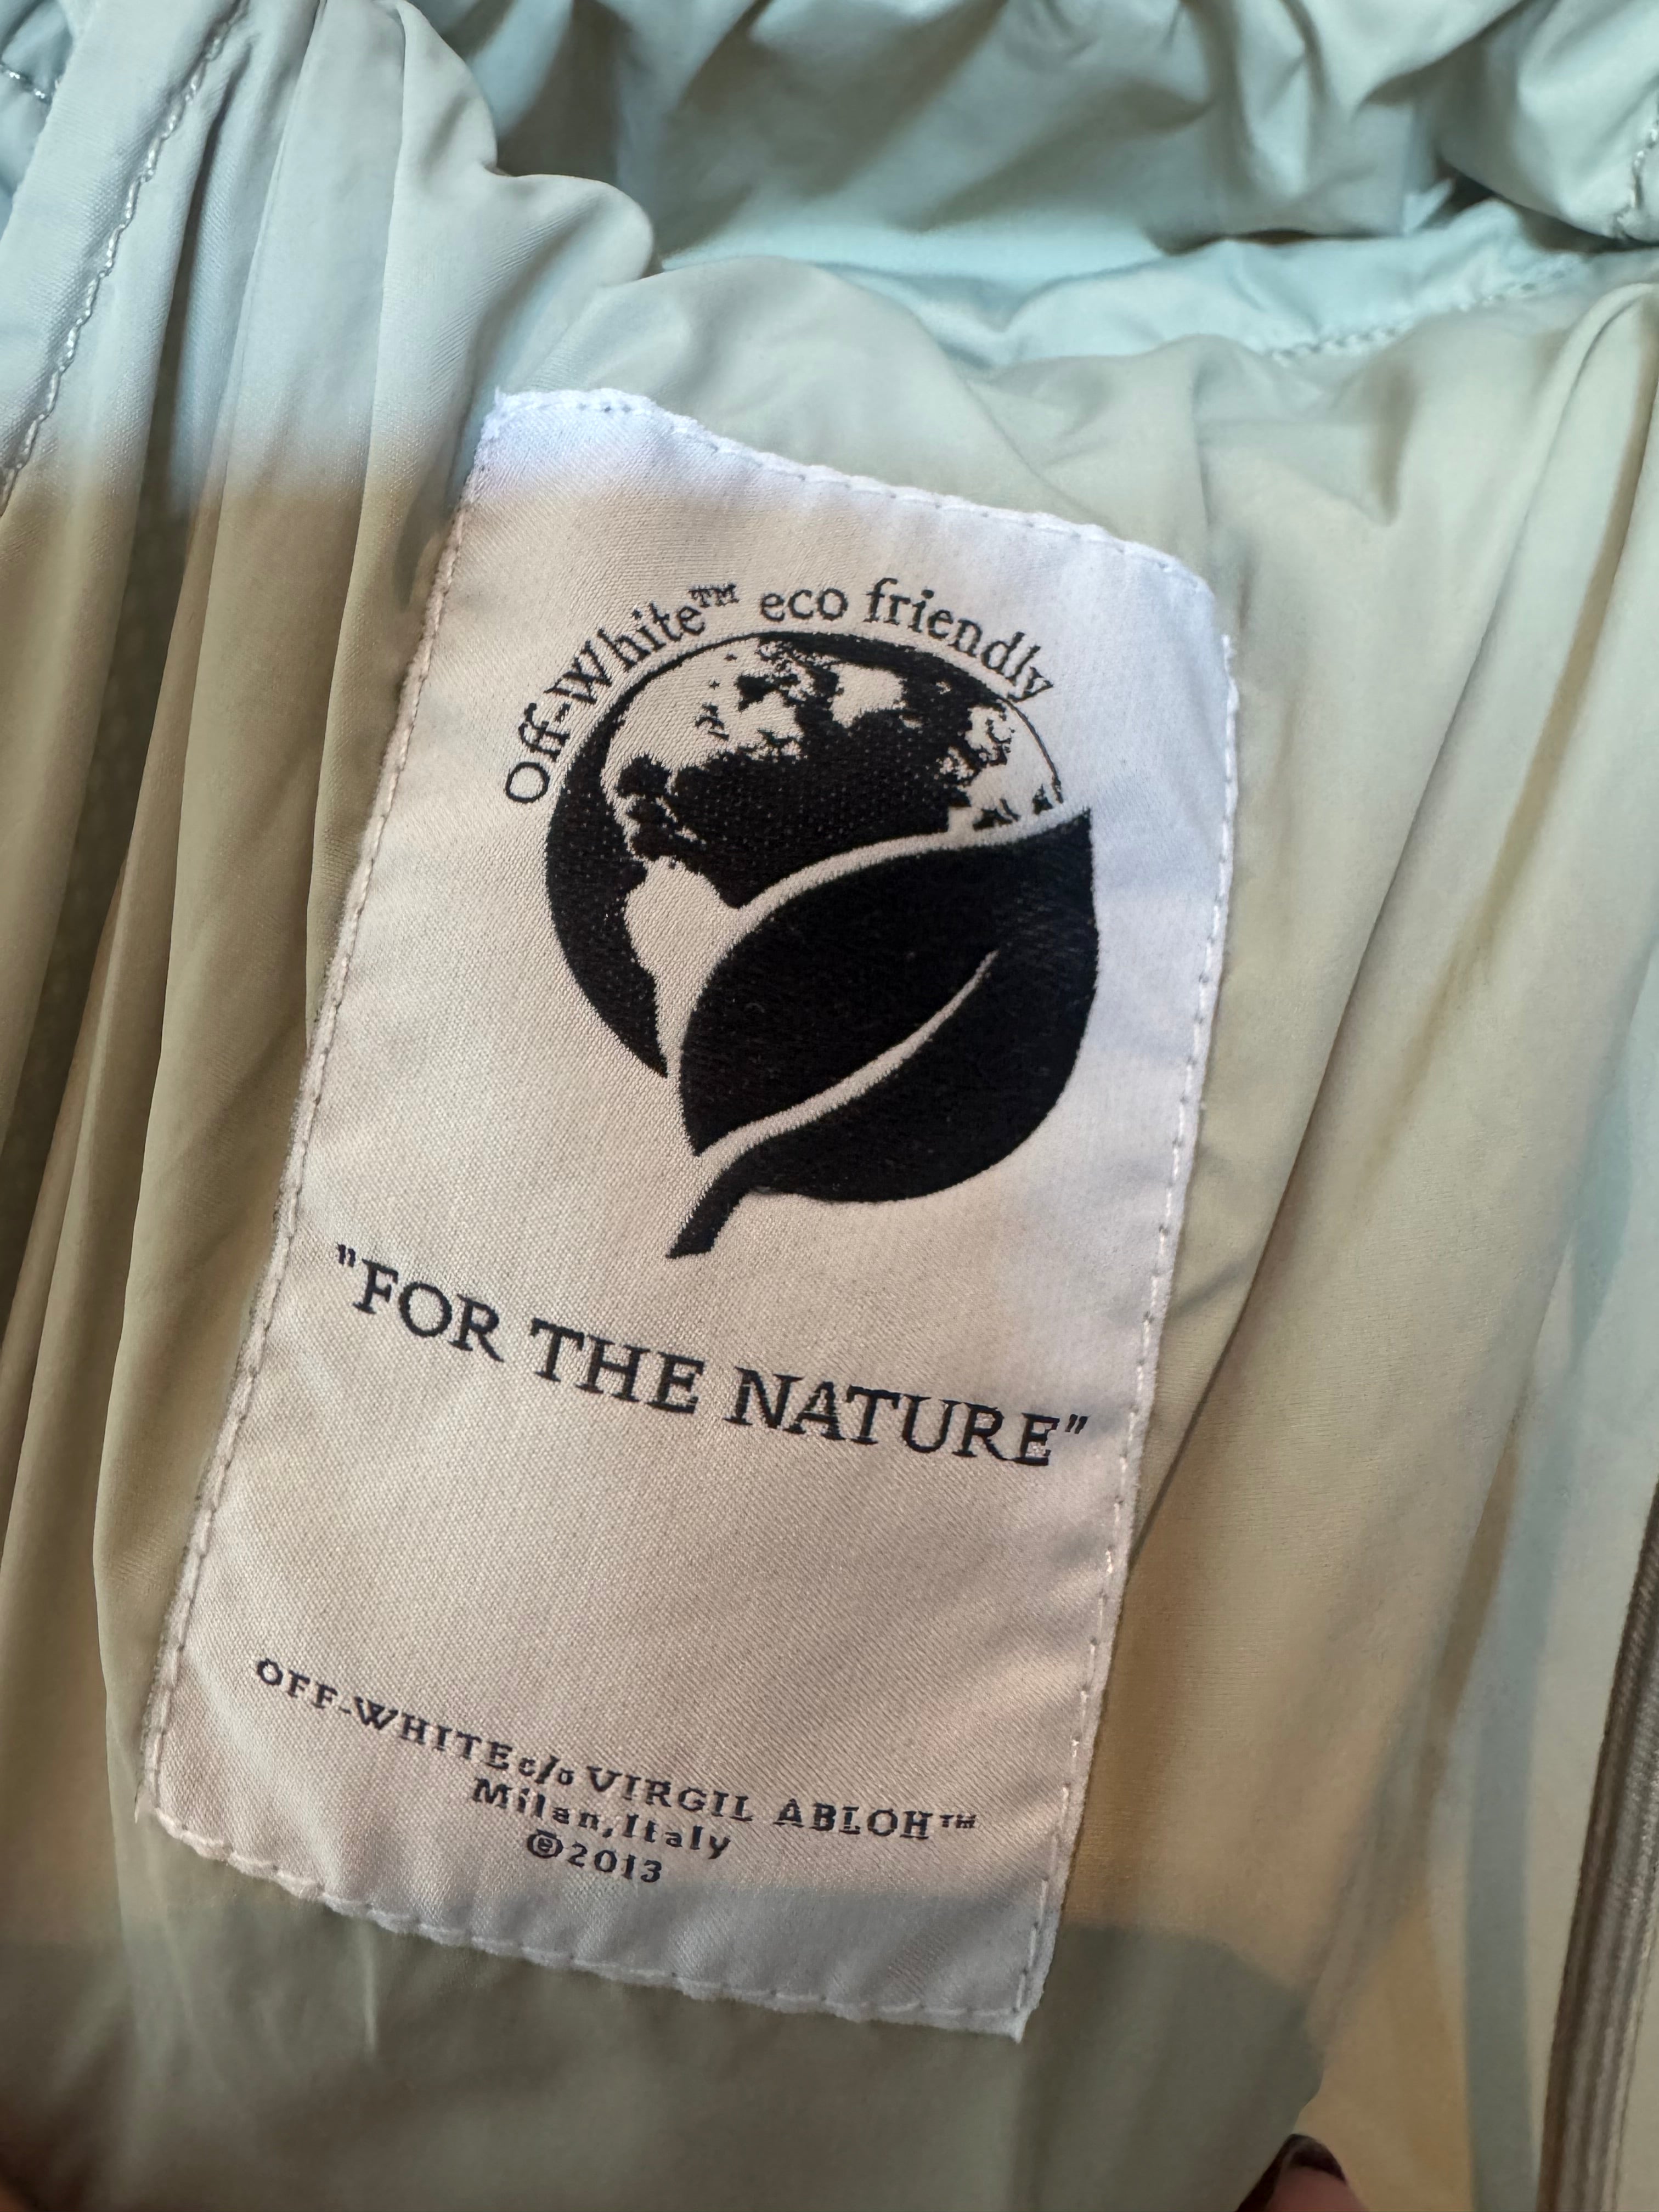 Off-White™ eco friendly
"FOR THE NATURE"
OFF-WHITE c/o VIRGIL ABLOH™
Milan, Italy
©2013